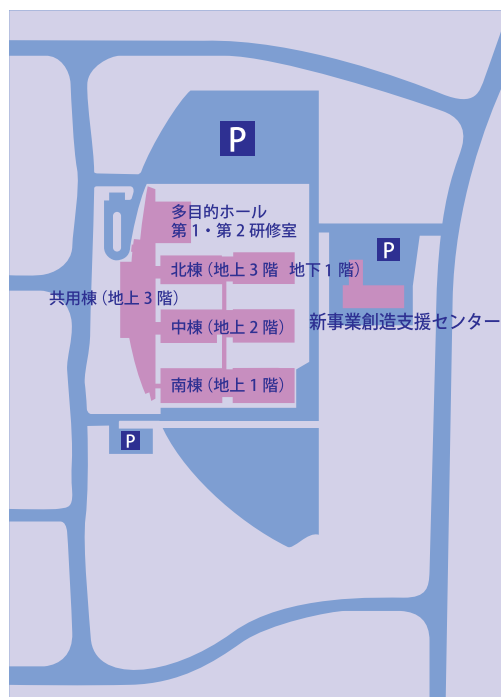 P
多目的ホール
第1・第2研修室
P
北棟（地上3階　地下1階）
共用棟（地上3階）
中棟（地上2階）
新事業創造支援センター
南棟（地上1階）
P